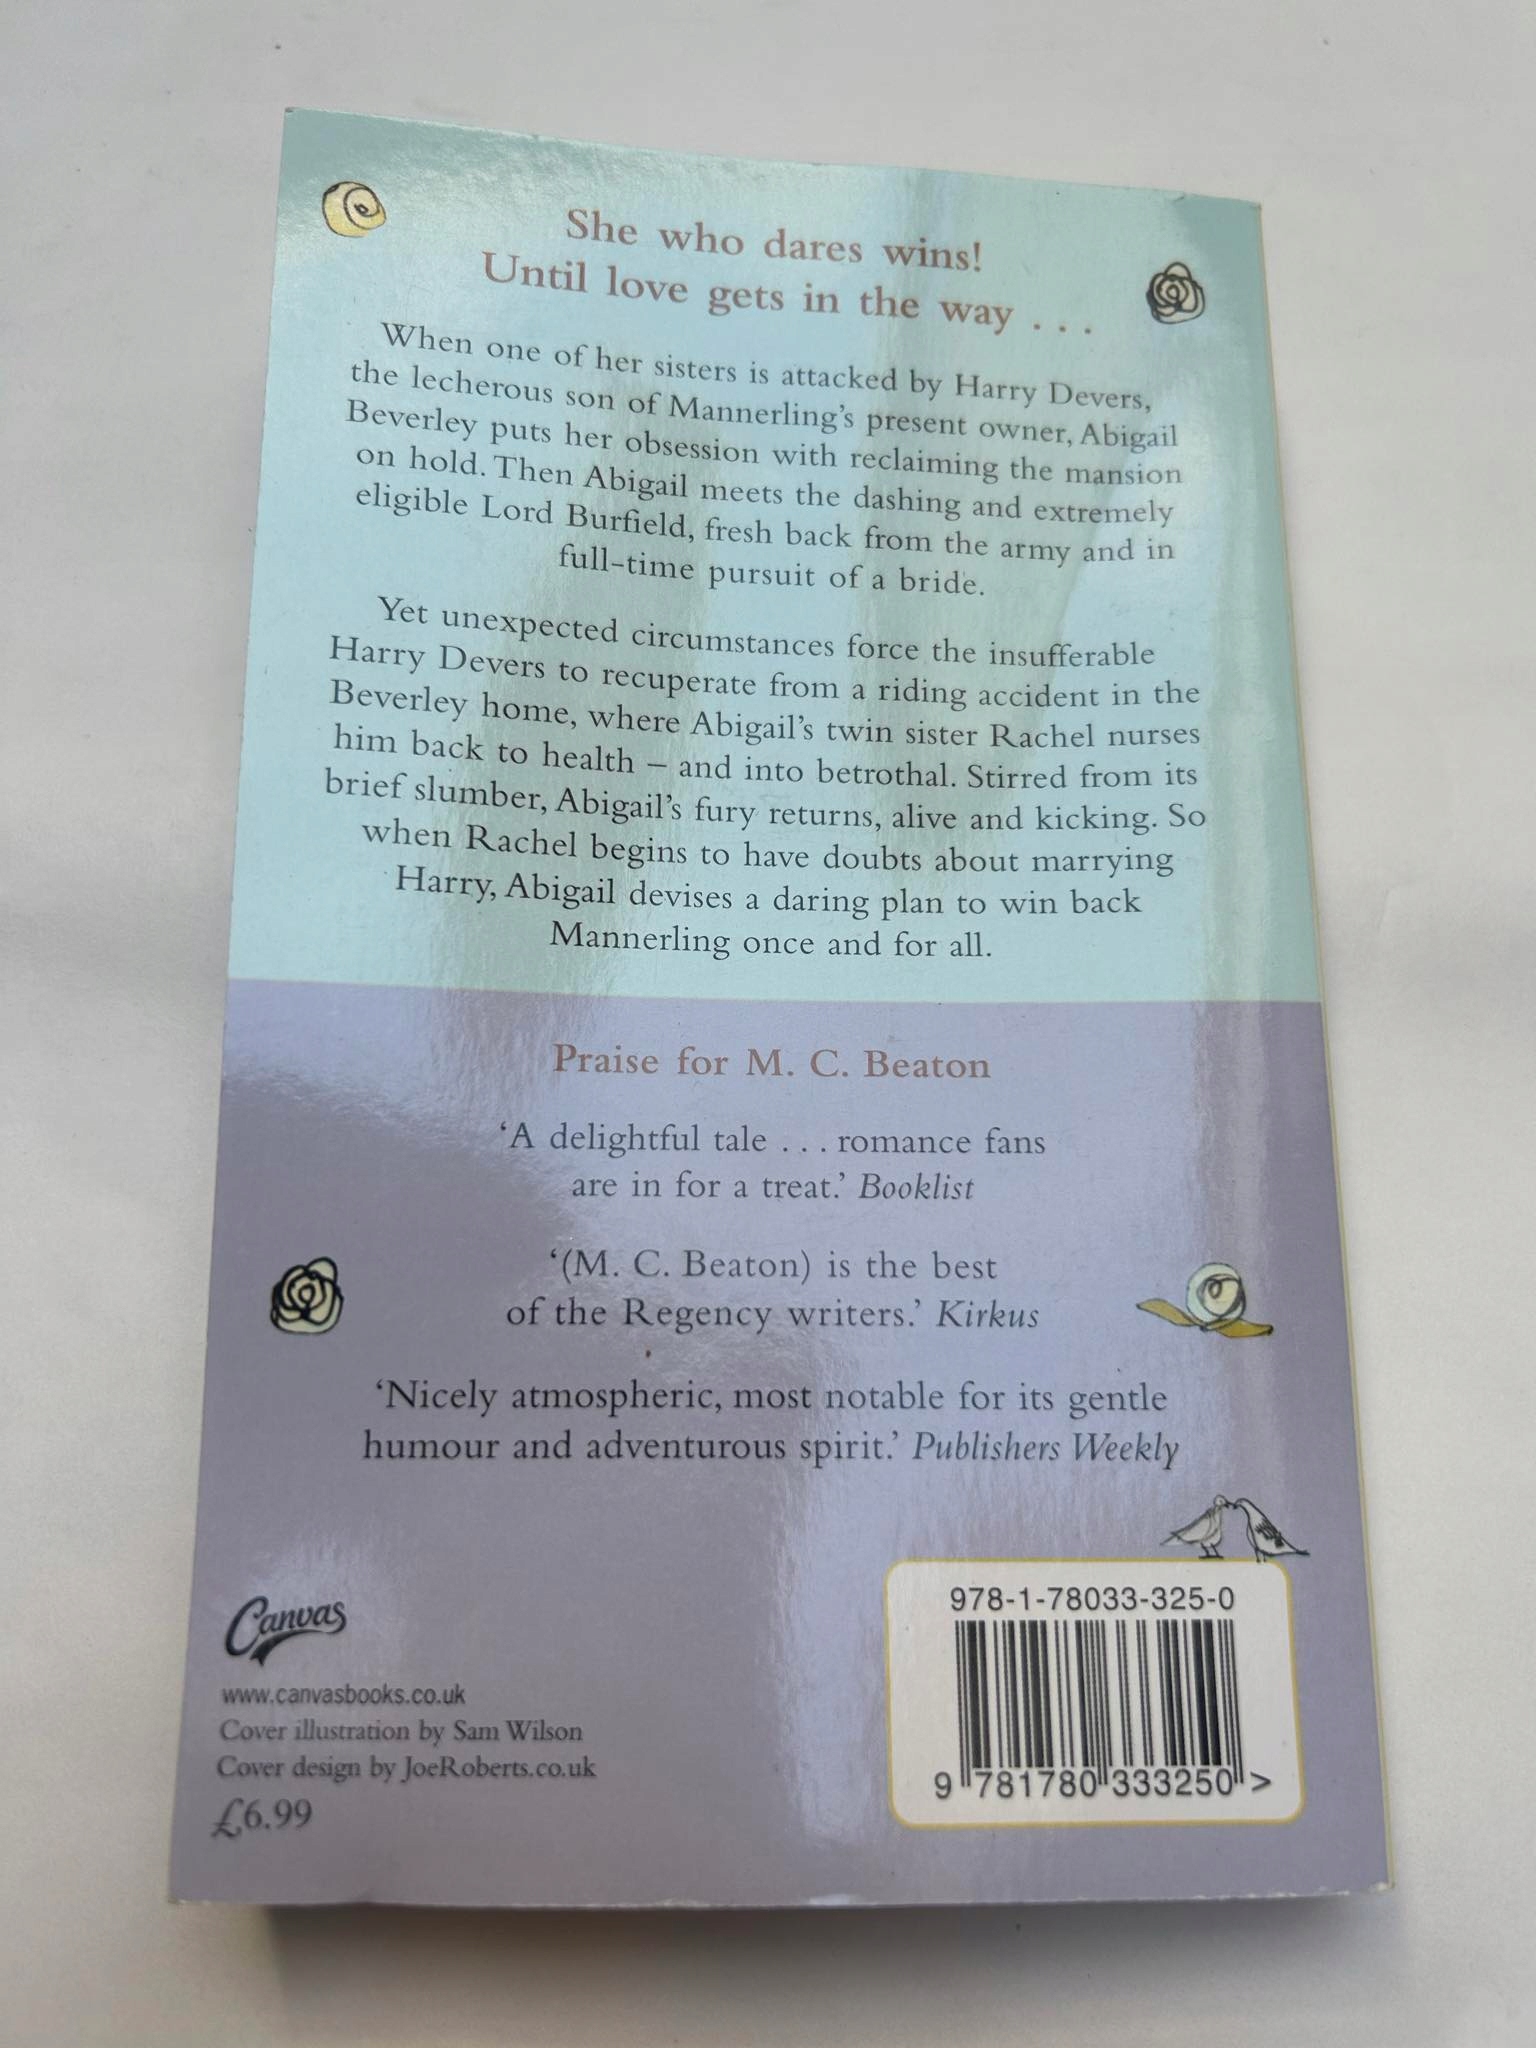 She who dares wins!
Until love gets in the way . . .
When one of her sisters is attacked by Harry Devers,
the lecherous son of Mannerling's present owner, Abigail
Beverley puts her obsession with reclaiming the mansion
on hold. Then Abigail meets the dashing and extremely
eligible Lord Burfield, fresh back from the army and in
full-time pursuit of a bride.
Yet unexpected circumstances force the insufferable
Harry Devers to recuperate from a riding accident in the
Beverley home, where Abigail's twin sister Rachel nurses
him back to health – and into betrothal. Stirred from its
brief slumber, Abigail's fury returns, alive and kicking. So
when Rachel begins to have doubts about marrying
Harry, Abigail devises a daring plan to win back
Mannerling once and for all.
Praise for M. C. Beaton
‘A delightful tale . . . romance fans
are in for a treat.’ Booklist
‘(M. C. Beaton) is the best
of the Regency writers.’ Kirkus
‘Nicely atmospheric, most notable for its gentle
humour and adventurous spirit.’ Publishers Weekly
Canvas
www.canvasbooks.co.uk
Cover illustration by Sam Wilson
Cover design by JoeRoberts.co.uk
£6.99
978-1-78033-325-0
9 781780 333250 >